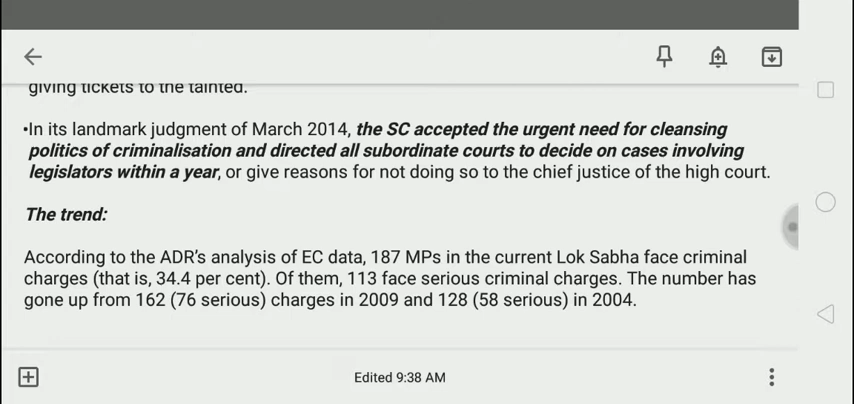 giving tickets to the tainted.
•In its landmark judgment of March 2014, the SC accepted the urgent need for cleansing
politics of criminalisation and directed all subordinate courts to decide on cases involving
legislators within a year, or give reasons for not doing so to the chief justice of the high court.
The trend:
According to the ADR's analysis of EC data, 187 MPs in the current Lok Sabha face criminal
charges (that is, 34.4 per cent). Of them, 113 face serious criminal charges. The number has
gone up from 162 (76 serious) charges in 2009 and 128 (58 serious) in 2004.
Edited 9:38 AM